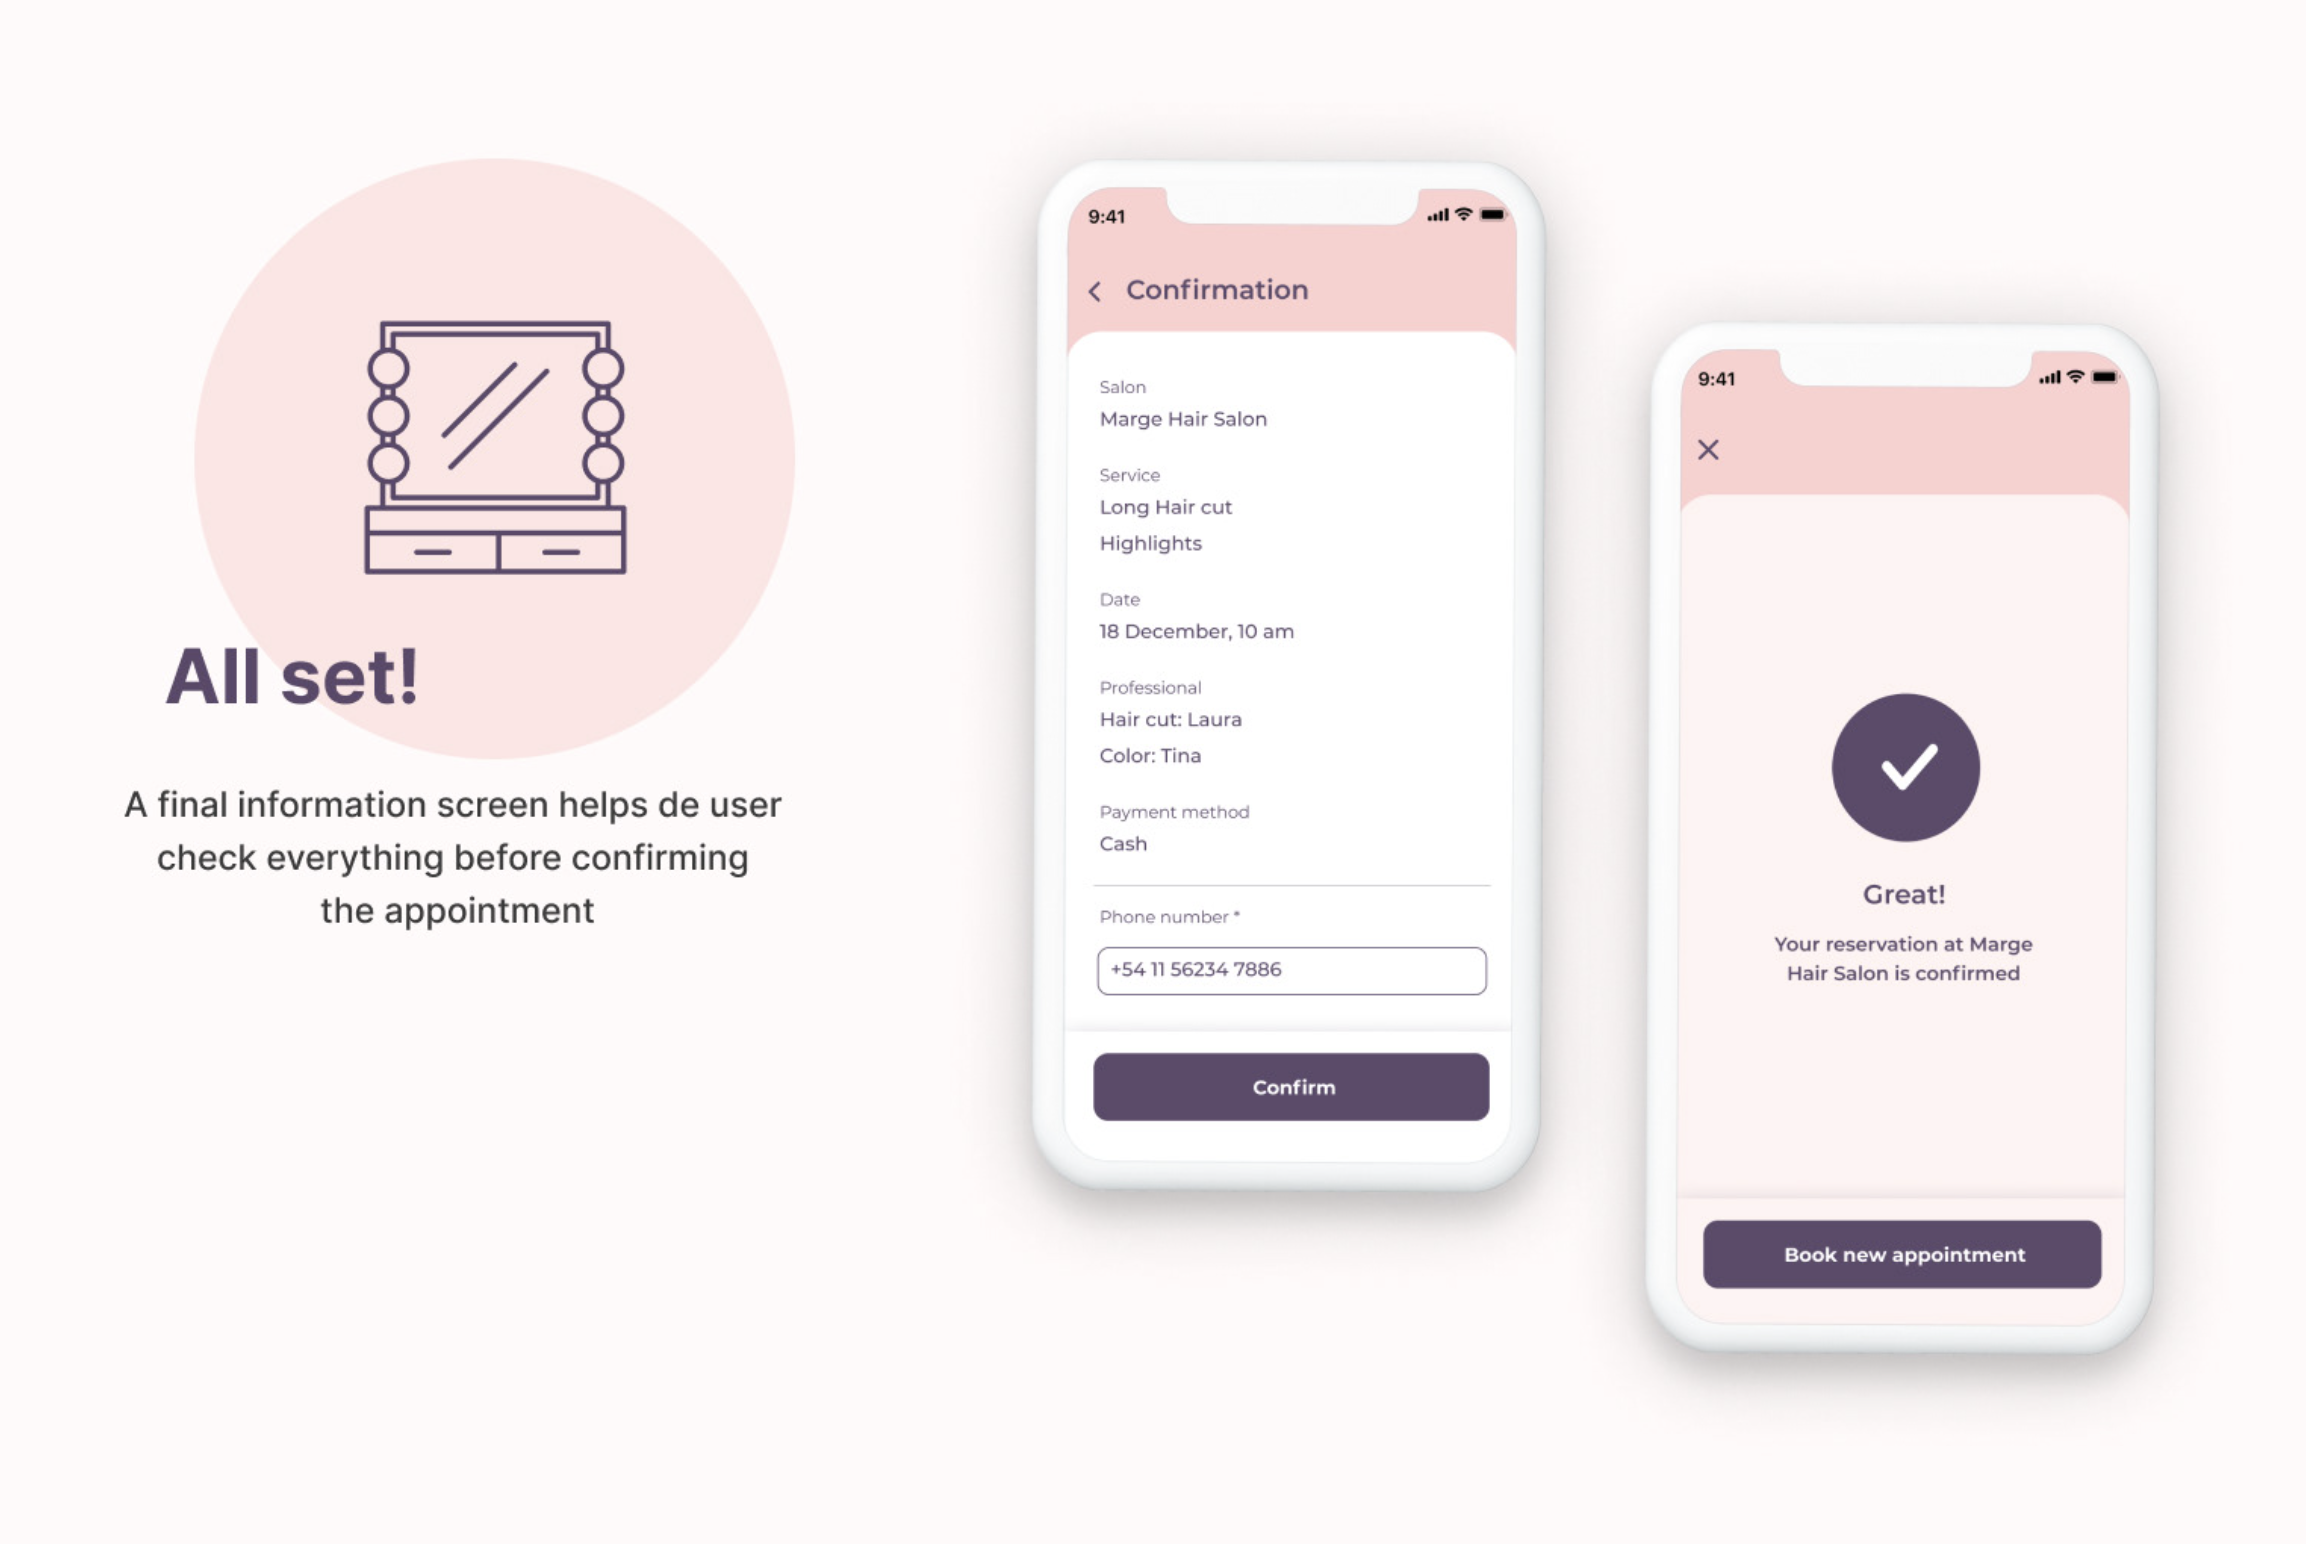 All set!
A final information screen helps de user
check everything before confirming
the appointment
9:41
Confirmation
Salon
Marge Hair Salon
Service
Long Hair cut
Highlights
Date
18 December, 10 am
Professional
Hair cut: Laura
Color: Tina
Payment method
Cash
Phone number *
+54 11 56234 7886
Confirm
9:41
Great!
Your reservation at Marge
Hair Salon is confirmed
Book new appointment